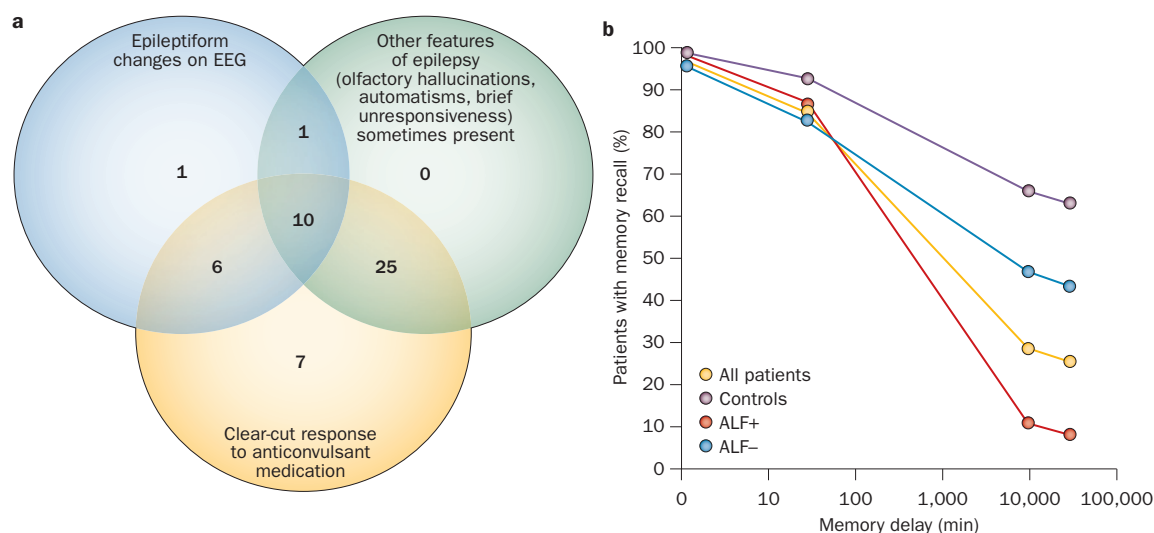 a
Epileptiform
changes on EEG
Other features
of epilepsy
(olfactory hallucinations,
automatisms, brief
unresponsiveness)
sometimes present
1
1
0
10
6
25
7
Clear-cut response
to anticonvulsant
medication
b
Patients with memory recall (%)
100
90
80
70
60
50
40
30
20
10
0
All patients
Controls
ALF+
ALF–
0 10 100 1,000 10,000 100,000
Memory delay (min)